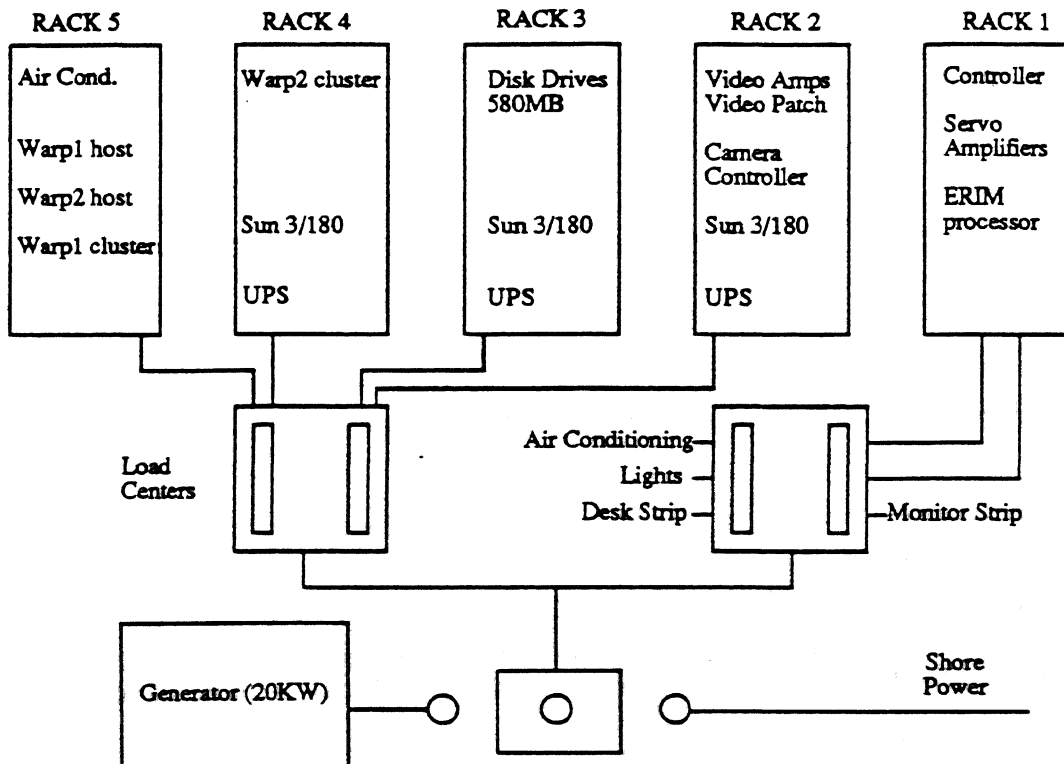 RACK 5
RACK 4
RACK 3
RACK 2
RACK 1
Air Cond.
Warp1 host
Warp2 host
Warp1 cluster
Warp2 cluster
Sun 3/180
UPS
Disk Drives
580MB
Sun 3/180
UPS
Video Amps
Video Patch
Camera
Controller
Sun 3/180
UPS
Controller
Servo
Amplifiers
ERIM
processor
Load
Centers
Air Conditioning
Lights
Desk Strip
Monitor Strip
Generator (20KW)
Shore
Power